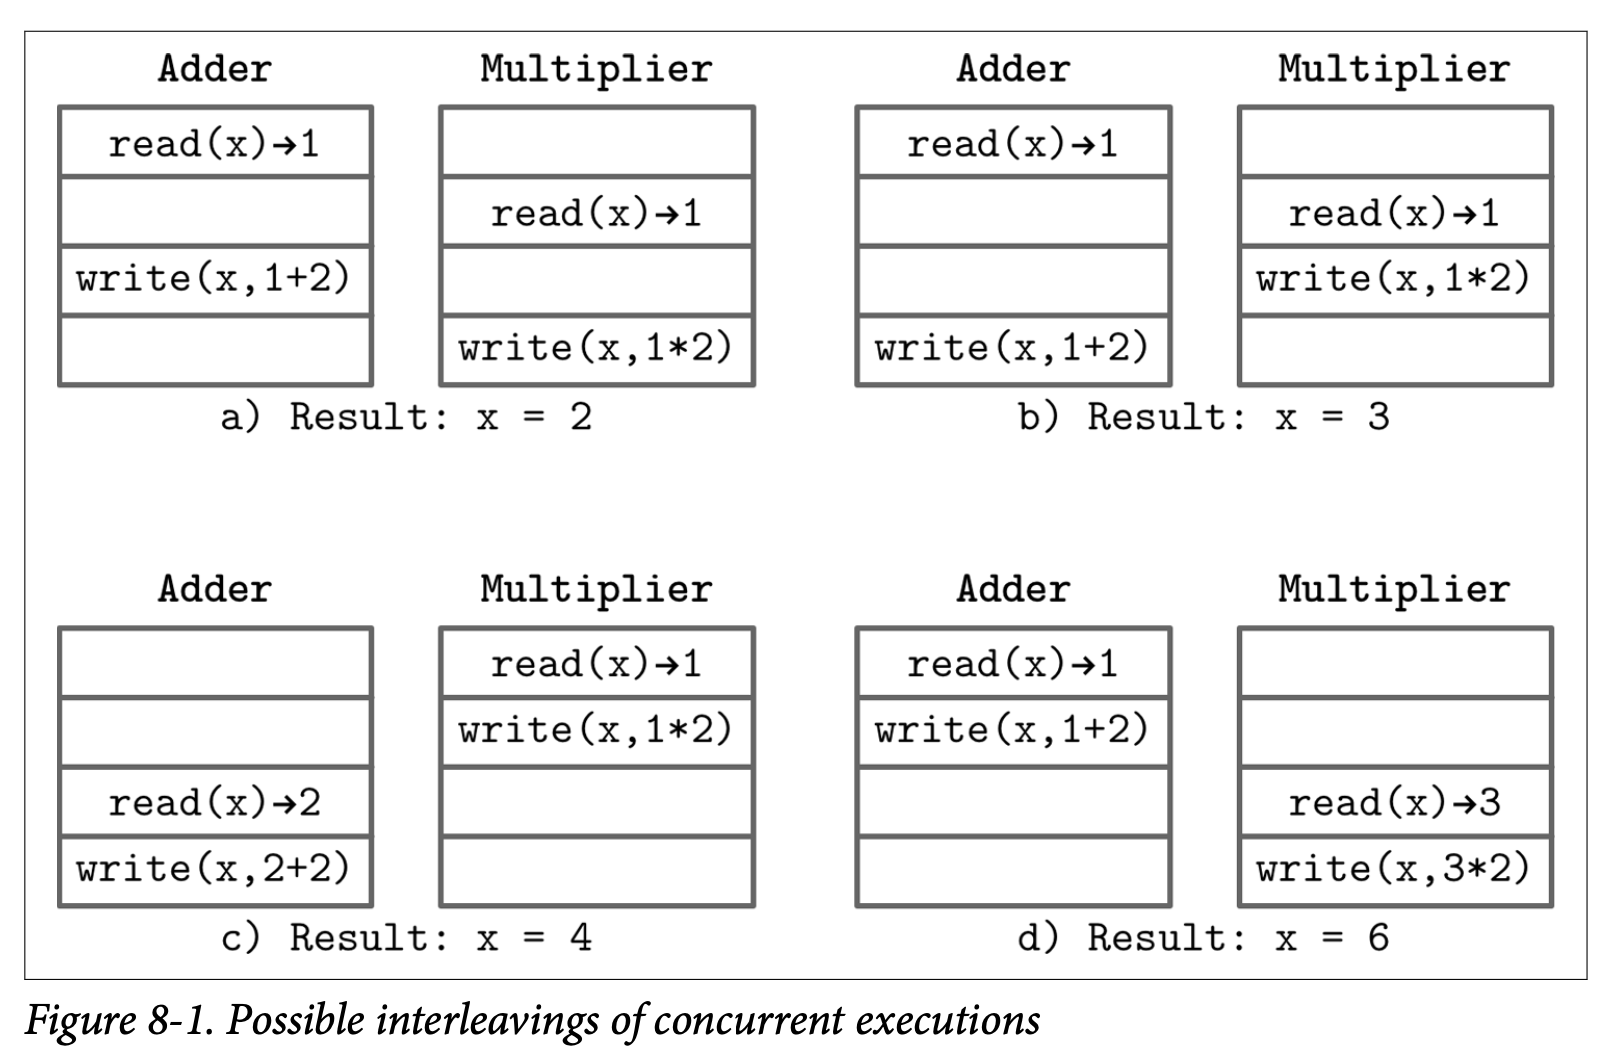 Adder Multiplier Adder Multiplier
read(x)→1 read(x)→1
read(x)→1 read(x)→1
write(x,1+2) write(x,1*2)
write(x,1*2) write(x,1+2)
a) Result: x = 2 b) Result: x = 3
Adder Multiplier Adder Multiplier
read(x)→1 read(x)→1
write(x,1*2) write(x,1+2)
read(x)→2 read(x)→3
write(x,2+2) write(x,3*2)
c) Result: x = 4 d) Result: x = 6
Figure 8-1. Possible interleavings of concurrent executions